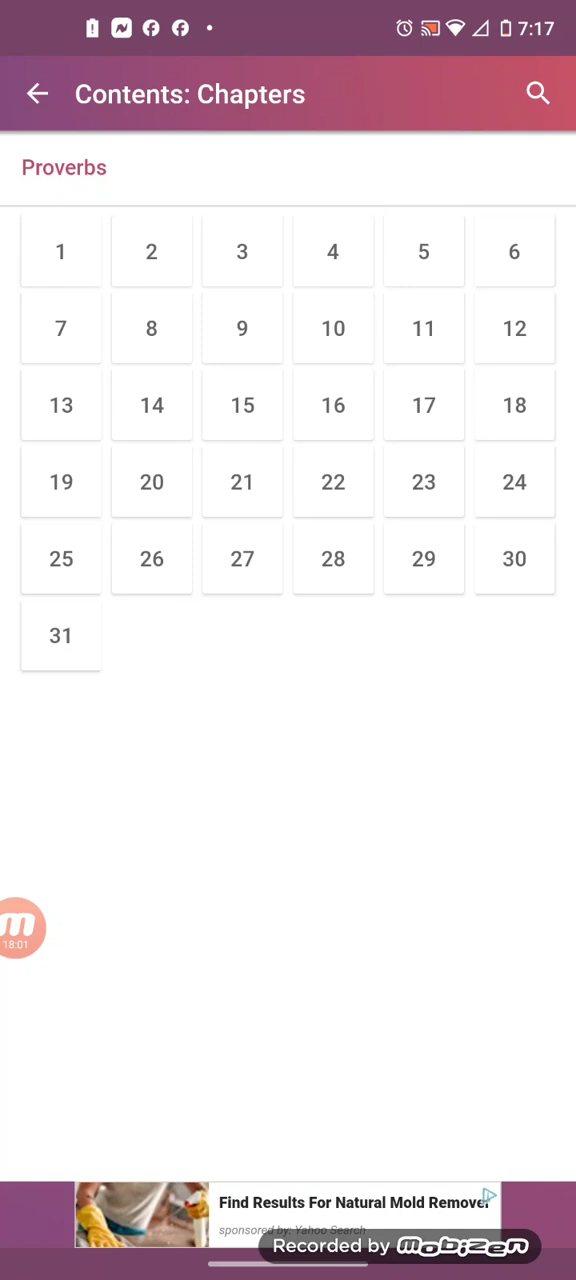 7:17
Contents: Chapters
Proverbs
1 2 3 4 5 6
7 8 9 10 11 12
13 14 15 16 17 18
19 20 21 22 23 24
25 26 27 28 29 30
31
m
18:01
Find Results For Natural Mold Remover
sponsored by: Yahoo Search
Recorded by mobizen